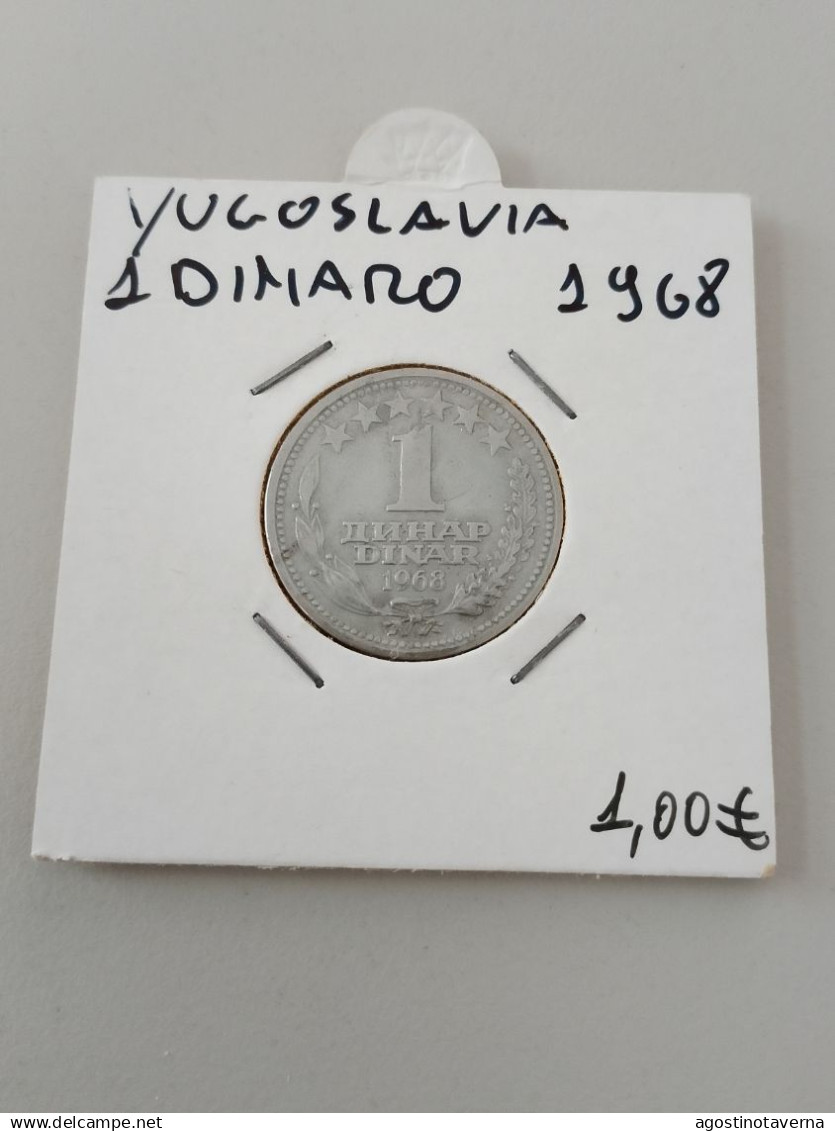 YUGOSLAVIA
1 DINARO 1968
1
ДИНАР
DINAR
1968
1,00€
www.delcampe.net
agostinotaverna